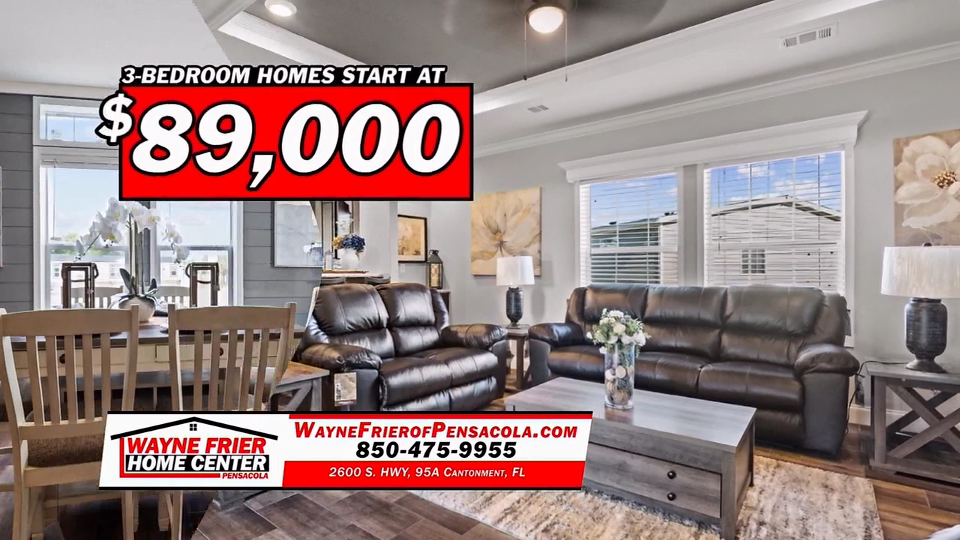 3-BEDROOM HOMES START AT
$89,000
WAYNE FRIER
HOME CENTER
PENSACOLA
WAYNEFRIEROFPENSACOLA.COM
850-475-9955
2600 S. HWY, 95A CANTONMENT, FL